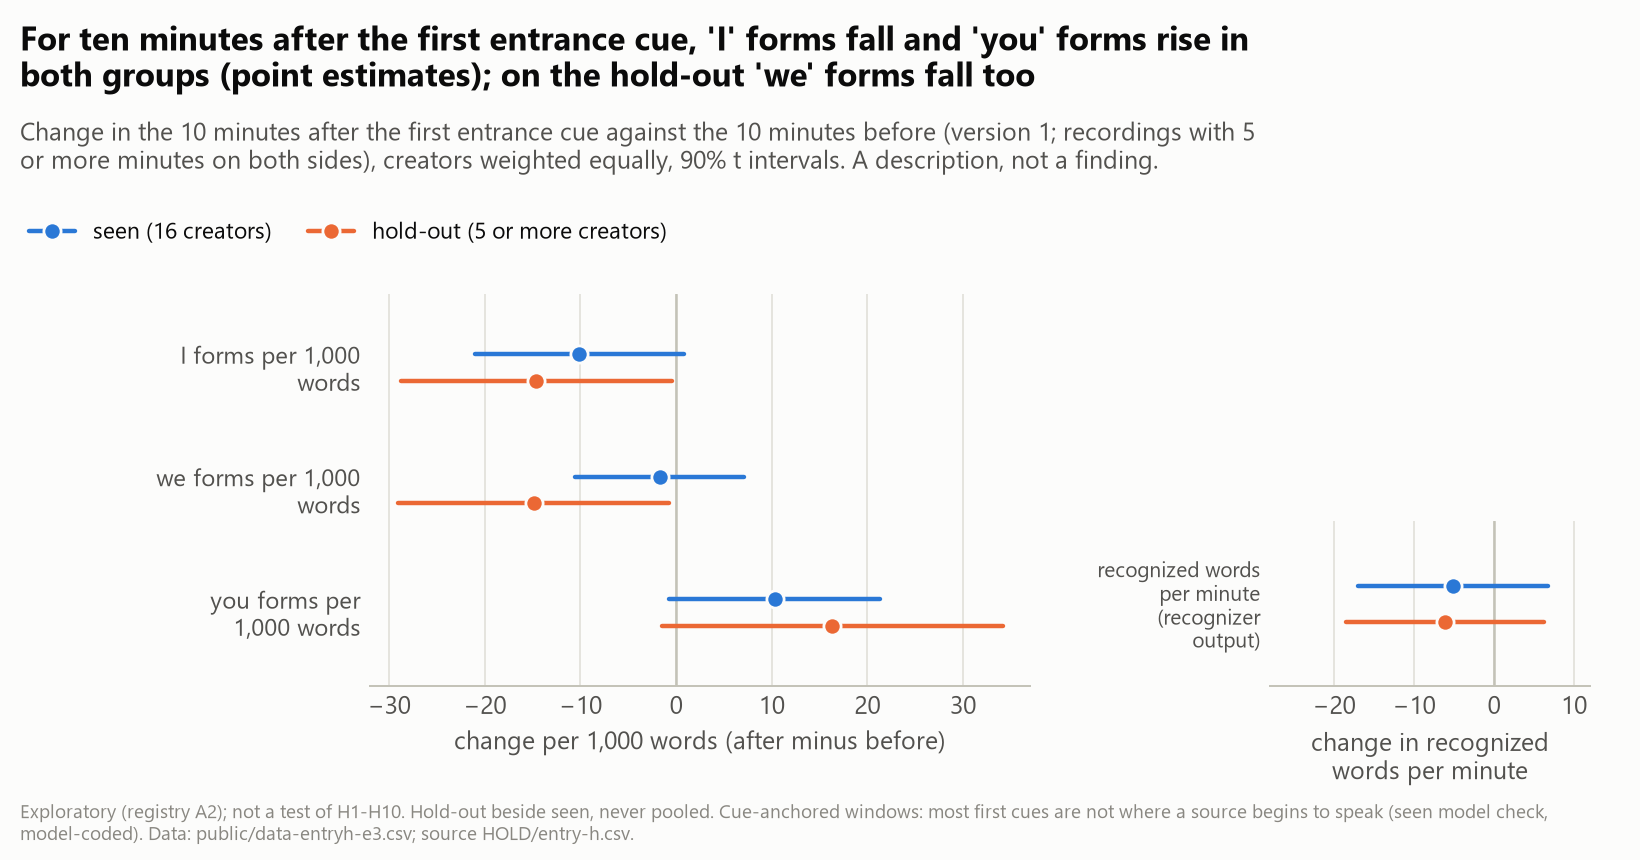 For ten minutes after the first entrance cue, 'I' forms fall and 'you' forms rise in
both groups (point estimates); on the hold-out 'we' forms fall too
Change in the 10 minutes after the first entrance cue against the 10 minutes before (version 1; recordings with 5
or more minutes on both sides), creators weighted equally, 90% t intervals. A description, not a finding.
seen (16 creators)
hold-out (5 or more creators)
I forms per 1,000
words
we forms per 1,000
words
you forms per
1,000 words
−30 −20 −10 0 10 20 30
change per 1,000 words (after minus before)
recognized words
per minute
(recognizer
output)
−20 −10 0 10
change in recognized
words per minute
Exploratory (registry A2); not a test of H1-H10. Hold-out beside seen, never pooled. Cue-anchored windows: most first cues are not where a source begins to speak (seen model check,
model-coded). Data: public/data-entryh-e3.csv; source HOLD/entry-h.csv.